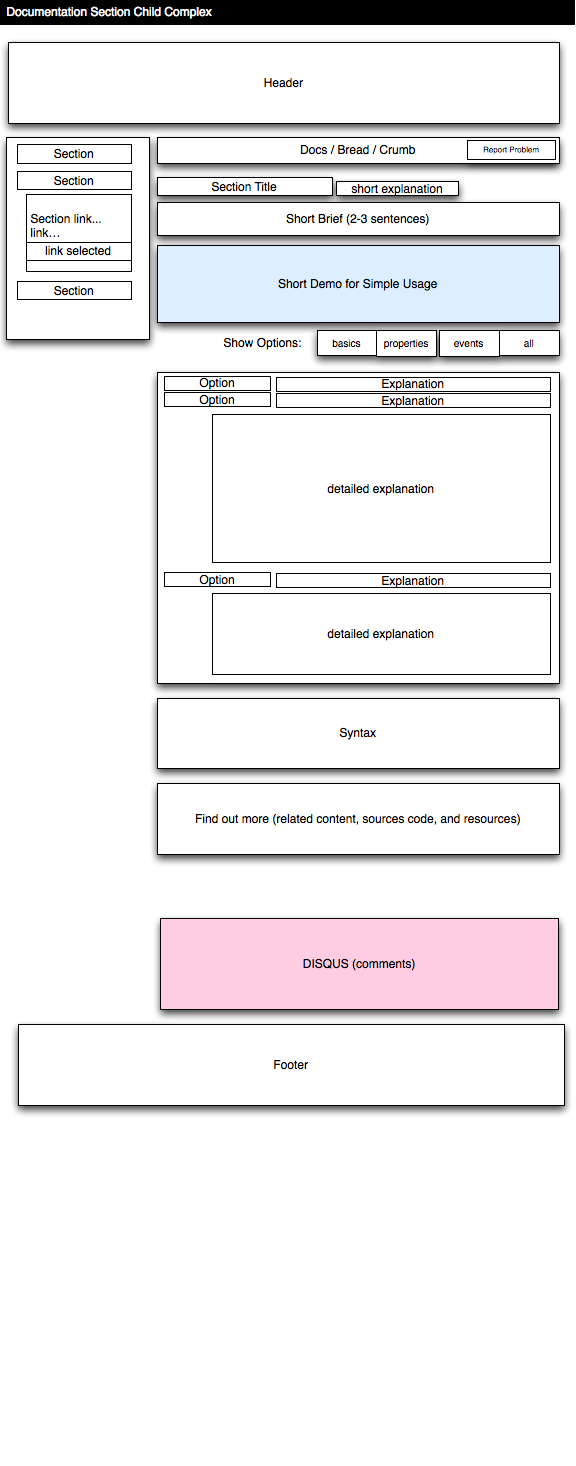 Documentation Section Child Complex
Header
Section
Section
Section link...
link...
link selected
Section
Docs / Bread / Crumb
Report Problem
Section Title
short explanation
Short Brief (2-3 sentences)
Short Demo for Simple Usage
Show Options:
basics
properties
events
all
Option
Explanation
Option
Explanation
detailed explanation
Option
Explanation
detailed explanation
Syntax
Find out more (related content, sources code, and resources)
DISQUS (comments)
Footer